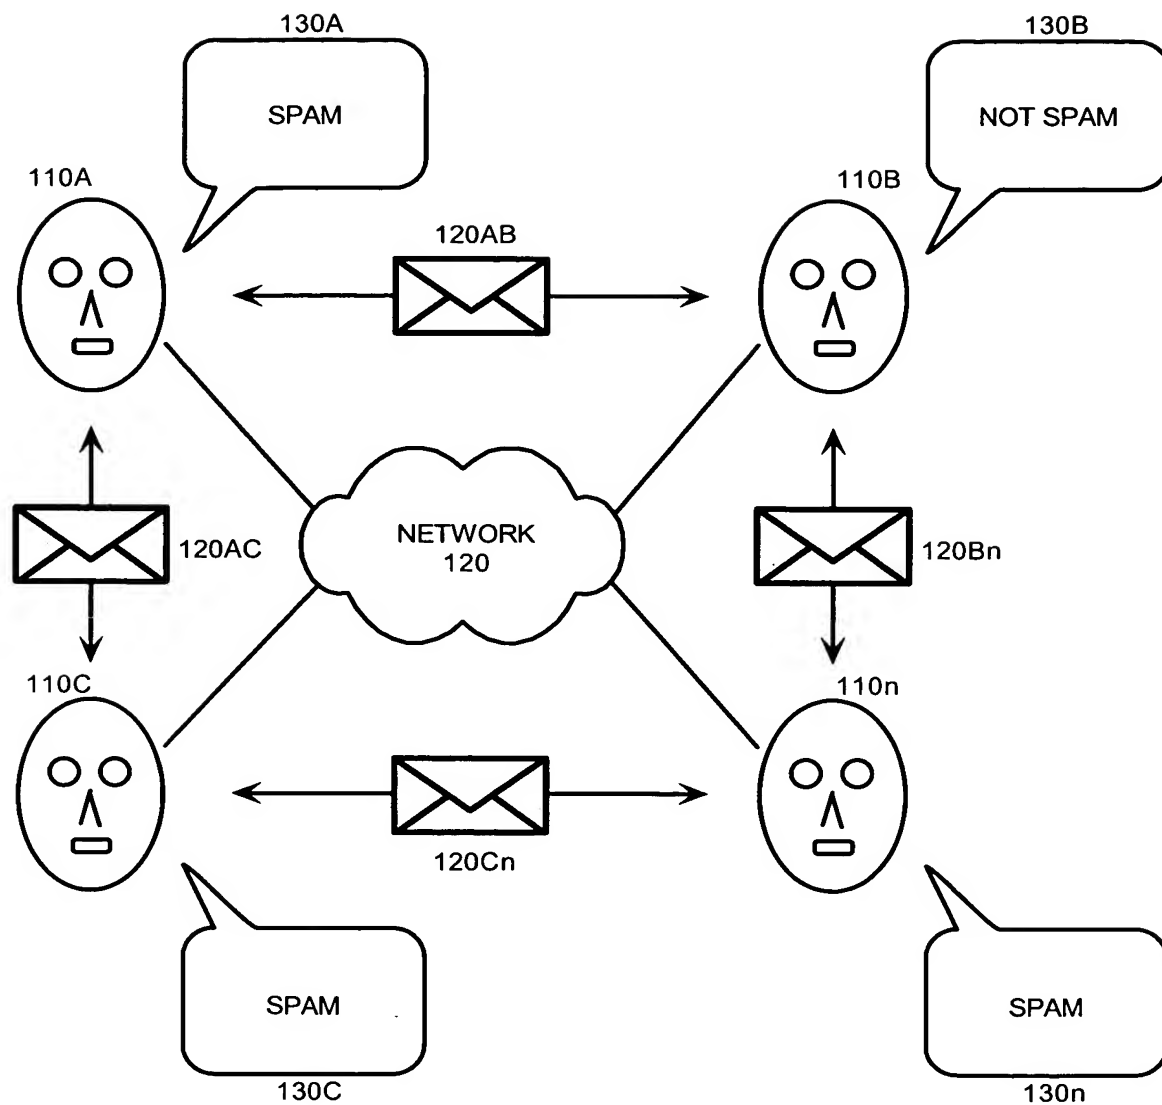 130A
130B
SPAM
NOT SPAM
110A
110B
120AB
NETWORK
120
120AC
120Bn
110C
110n
120Cn
SPAM
SPAM
130C
130n